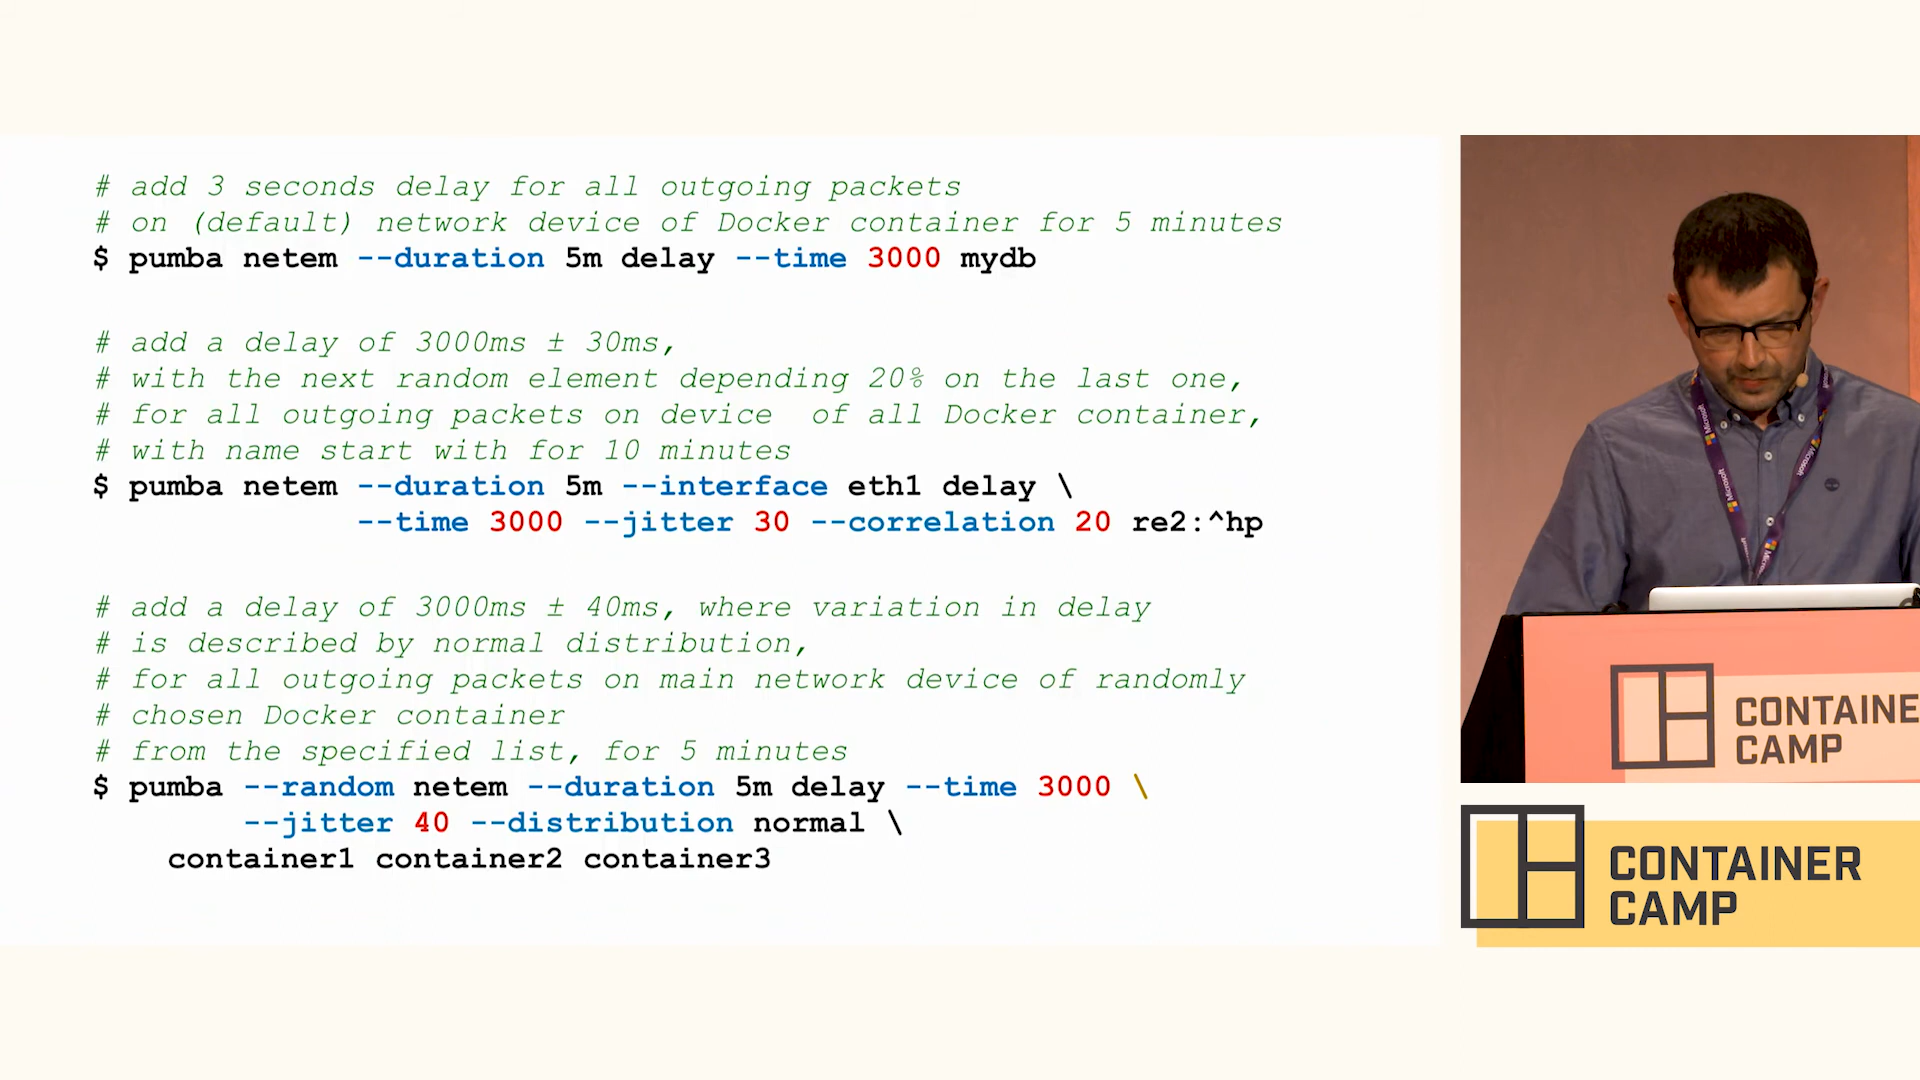 # add 3 seconds delay for all outgoing packets
# on (default) network device of Docker container for 5 minutes
$ pumba netem --duration 5m delay --time 3000 mydb
# add a delay of 3000ms ± 30ms,
# with the next random element depending 20% on the last one,
# for all outgoing packets on device  of all Docker container,
# with name start with for 10 minutes
$ pumba netem --duration 5m --interface eth1 delay \
--time 3000 --jitter 30 --correlation 20 re2:^hp
# add a delay of 3000ms ± 40ms, where variation in delay
# is described by normal distribution,
# for all outgoing packets on main network device of randomly
# chosen Docker container
# from the specified list, for 5 minutes
$ pumba --random netem --duration 5m delay --time 3000 \
--jitter 40 --distribution normal \
container1 container2 container3
Microsoft
Microsoft
CONTAINE
CAMP
CONTAINER
CAMP